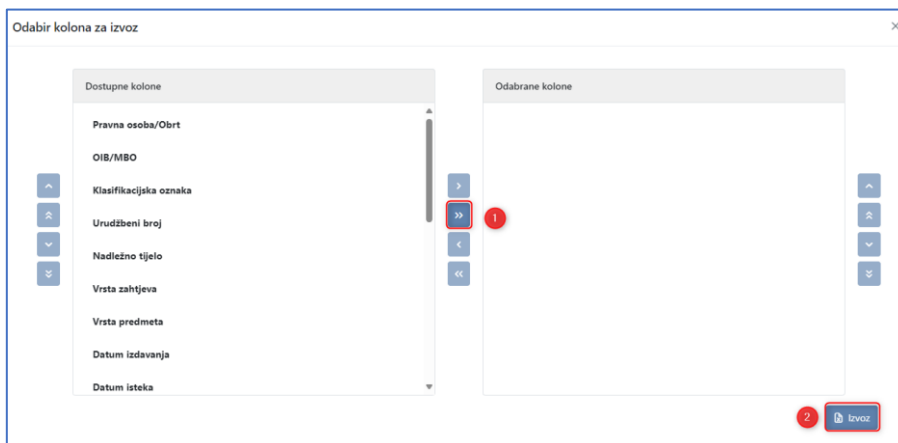 Odabir kolona za izvoz
Dostupne kolone
Pravna osoba/Obrt
OIB/MBO
Klasifikacijska oznaka
Urudžbeni broj
Nadležno tijelo
Vrsta zahtjeva
Vrsta predmeta
Datum izdavanja
Datum isteka
1
Odabrane kolone
2
Izvoz